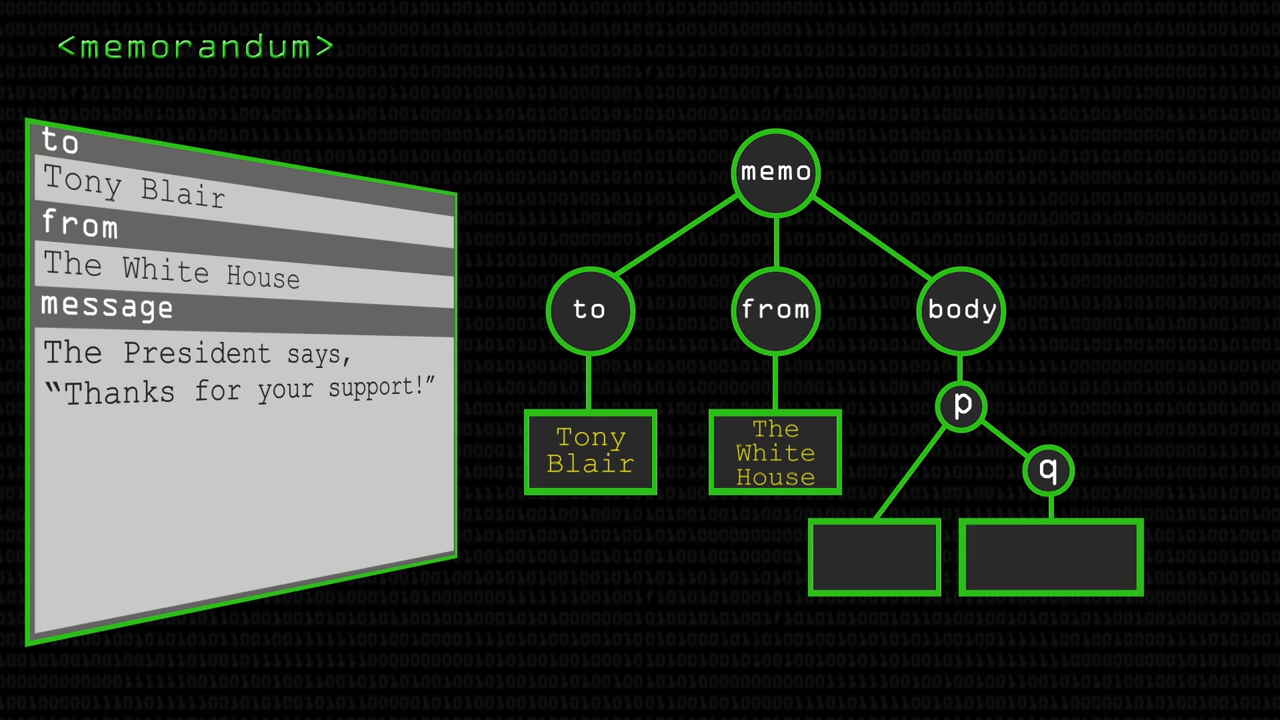 <memorandum>
to
Tony Blair
from
The White House
message
The President says,
“Thanks for your support!”
memo
to
from
body
p
q
Tony
Blair
The
White
House